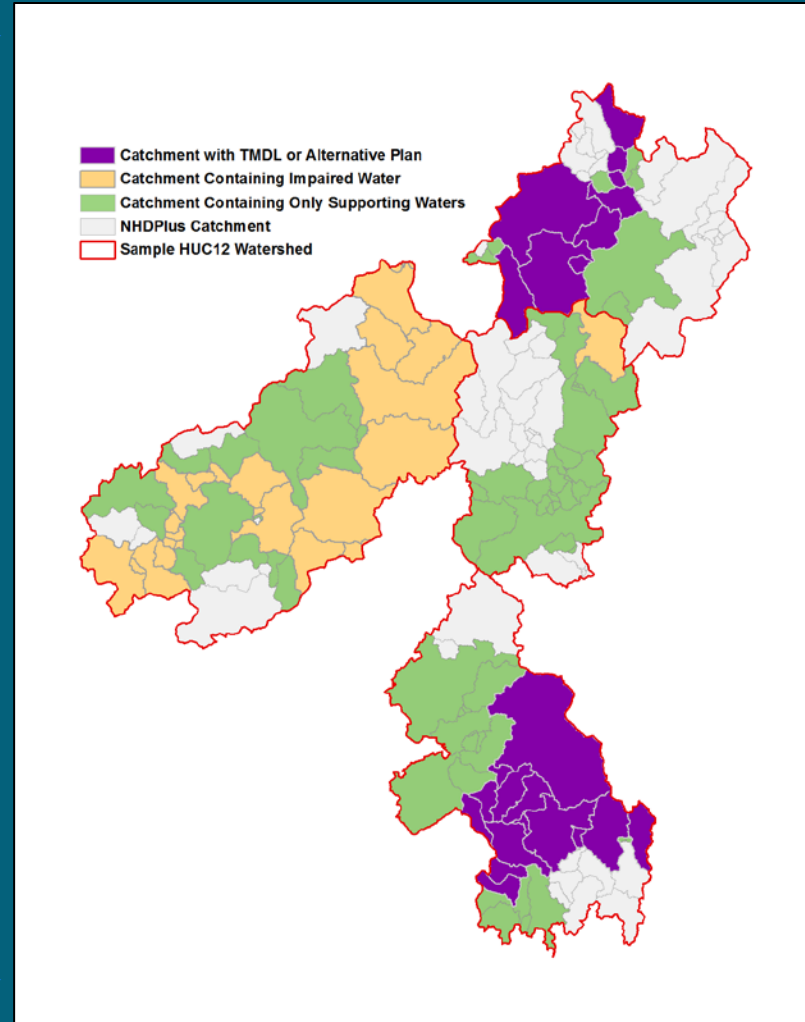 Catchment with TMDL or Alternative Plan
Catchment Containing Impaired Water
Catchment Containing Only Supporting Waters
NHDPlus Catchment
Sample HUC12 Watershed